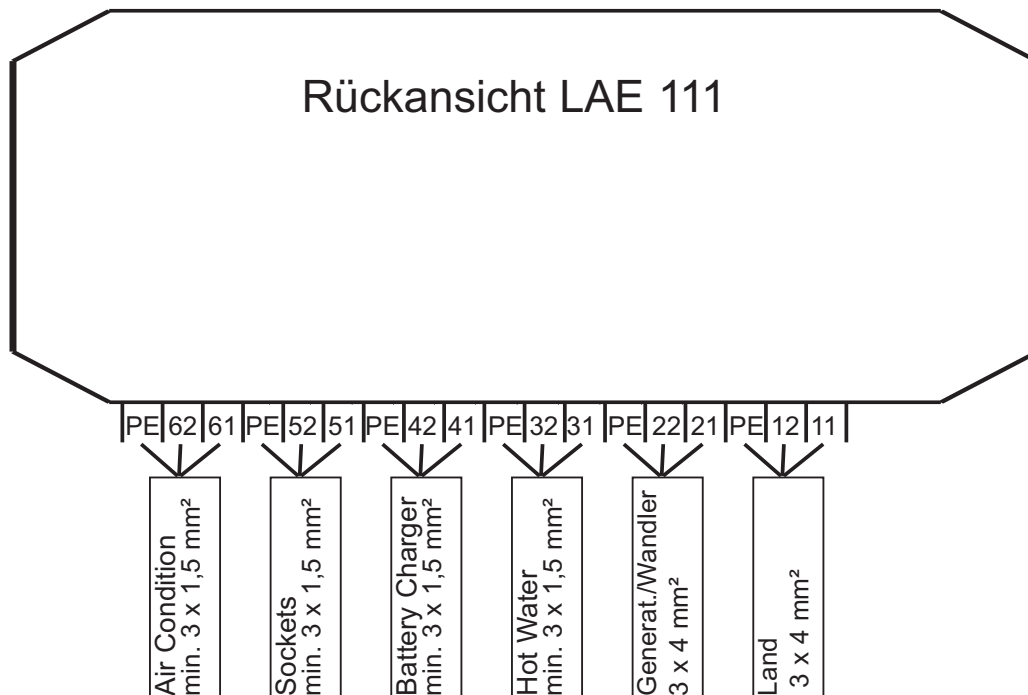 Rückansicht LAE 111
PE 62 61 PE 52 51 PE 42 41 PE 32 31 PE 22 21 PE 12 11
Air Condition
min. 3 x 1,5 mm²
Sockets
min. 3 x 1,5 mm²
Battery Charger
min. 3 x 1,5 mm²
Hot Water
min. 3 x 1,5 mm²
Generat./Wandler
3 x 4 mm²
Land
3 x 4 mm²